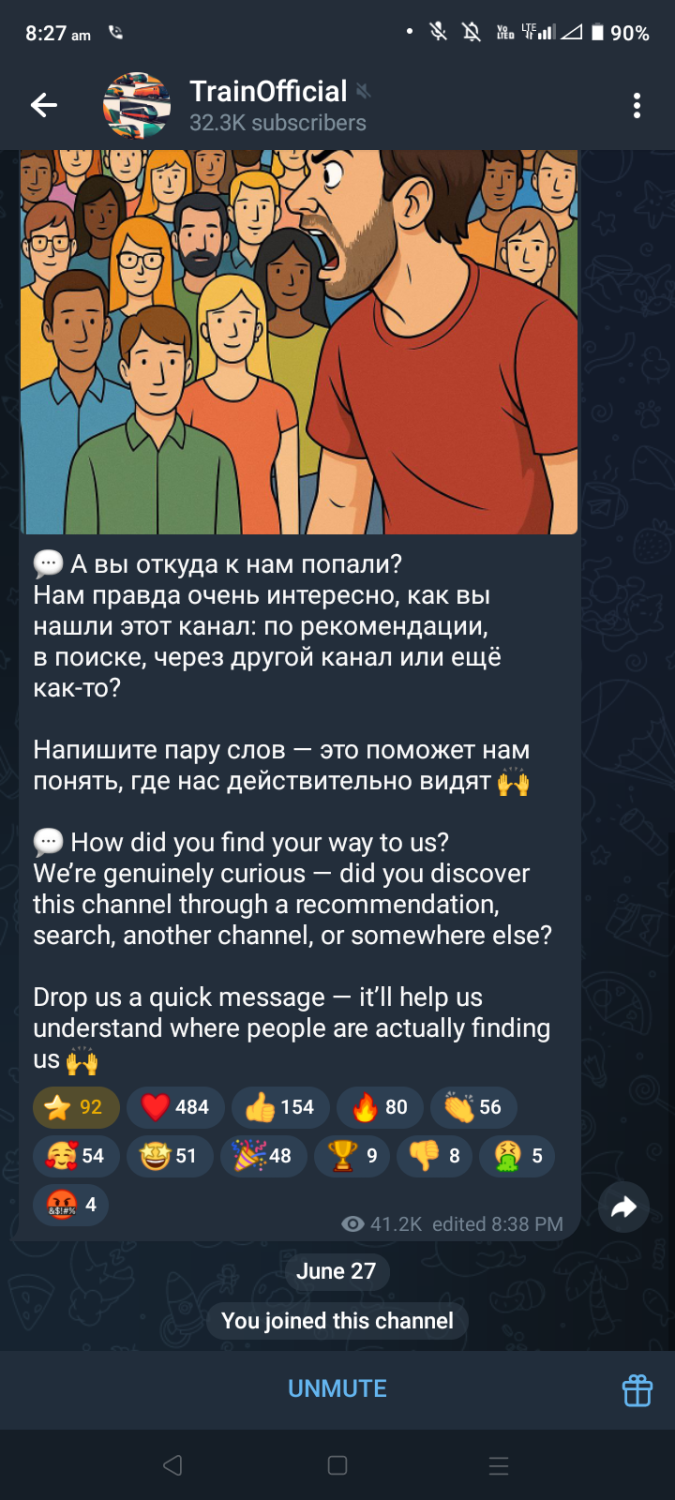 8:27 am
Vo LTED LTE 90%
TrainOfficial
32.3K subscribers
💬 А вы откуда к нам попали?
Нам правда очень интересно, как вы
нашли этот канал: по рекомендации,
в поиске, через другой канал или ещё
как-то?
Напишите пару слов — это поможет нам
понять, где нас действительно видят 🙌
💬 How did you find your way to us?
We’re genuinely curious — did you discover
this channel through a recommendation,
search, another channel, or somewhere else?
Drop us a quick message — it’ll help us
understand where people are actually finding
us 🙌
⭐ 92 ❤️ 484 👍 154 🔥 80 👏 56
🥰 54 🤩 51 🎉 48 🏆 9 👎 8 🤮 5
🤬 4
41.2K edited 8:38 PM
June 27
You joined this channel
UNMUTE